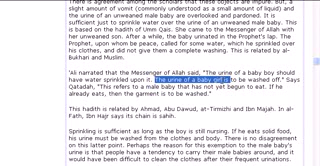 There is agreement among the scholars that these objects are impure. But, a
slight amount of vomit (commonly understood as a small amount of liquid) and
the urine of an unweaned male baby are overlooked and pardoned. It is
sufficient just to sprinkle water over the urine of an unweaned male baby. This
is based on the hadith of Umm Qais. She came to the Messenger of Allah with
her unweaned son. After a while, the baby urinated in the Prophet's lap. The
Prophet, upon whom be peace, called for some water, which he sprinkled over
his clothes, and did not give them a complete washing. This is related by al-
Bukhari and Muslim.
'Ali narrated that the Messenger of Allah said, "The urine of a baby boy should
have water sprinkled upon it. The urine of a baby girl is to be washed off." Says
Qatadah, "This refers to a male baby that has not yet begun to eat. If he
already eats, then the garment is to be washed."
This hadith is related by Ahmad, Abu Dawud, at-Tirmizhi and Ibn Majah. In al-
Fath, Ibn Hajr says its chain is sahih.
Sprinkling is sufficient as long as the boy is still nursing. If he eats solid food,
his urine must be washed from the clothes and body. There is no disagreement
on this latter point. Perhaps the reason for this exemption to the male baby's
urine is that people have a tendency to carry their male babies around, and it
would have been difficult to clean the clothes after their frequent urinations.